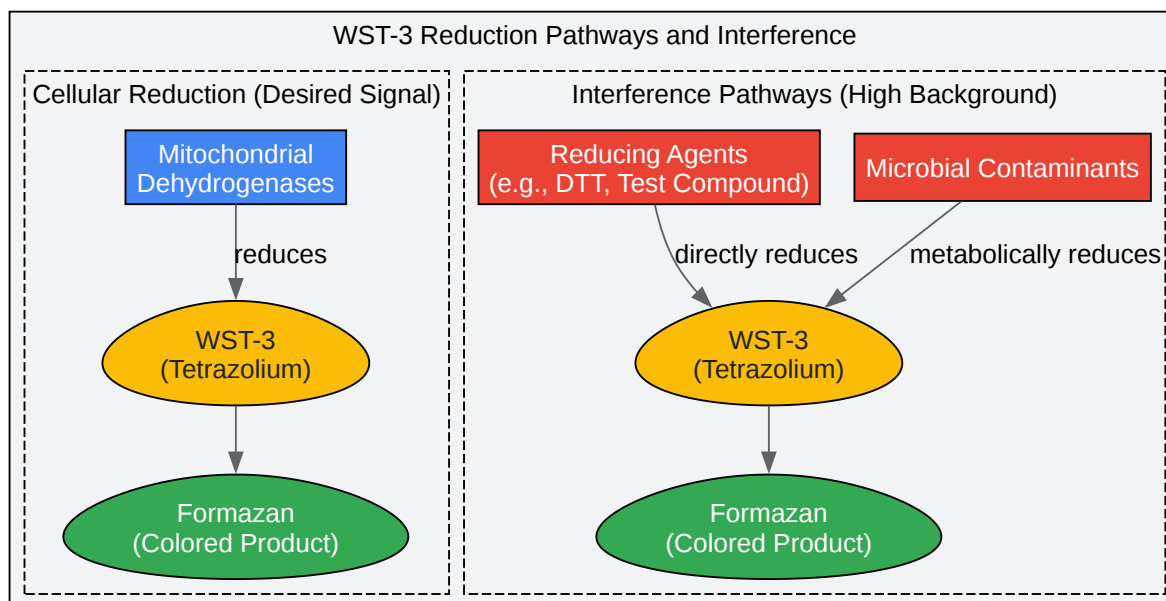 WST-3 Reduction Pathways and Interference
Cellular Reduction (Desired Signal)
Mitochondrial
Dehydrogenases
reduces
WST-3
(Tetrazolium)
Formazan
(Colored Product)
Interference Pathways (High Background)
Reducing Agents
(e.g., DTT, Test Compound)
Microbial Contaminants
directly reduces
metabolically reduces
WST-3
(Tetrazolium)
Formazan
(Colored Product)